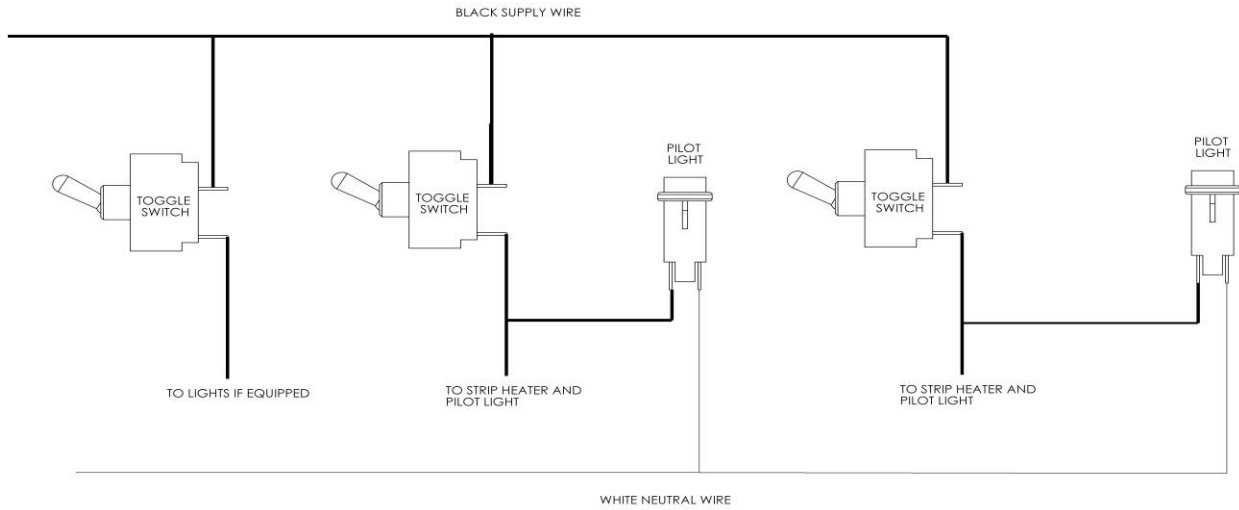 BLACK SUPPLY WIRE
PILOT
LIGHT
PILOT
LIGHT
TOGGLE
SWITCH
TOGGLE
SWITCH
TOGGLE
SWITCH
TO LIGHTS IF EQUIPPED
TO STRIP HEATER AND
PILOT LIGHT
TO STRIP HEATER AND
PILOT LIGHT
WHITE NEUTRAL WIRE